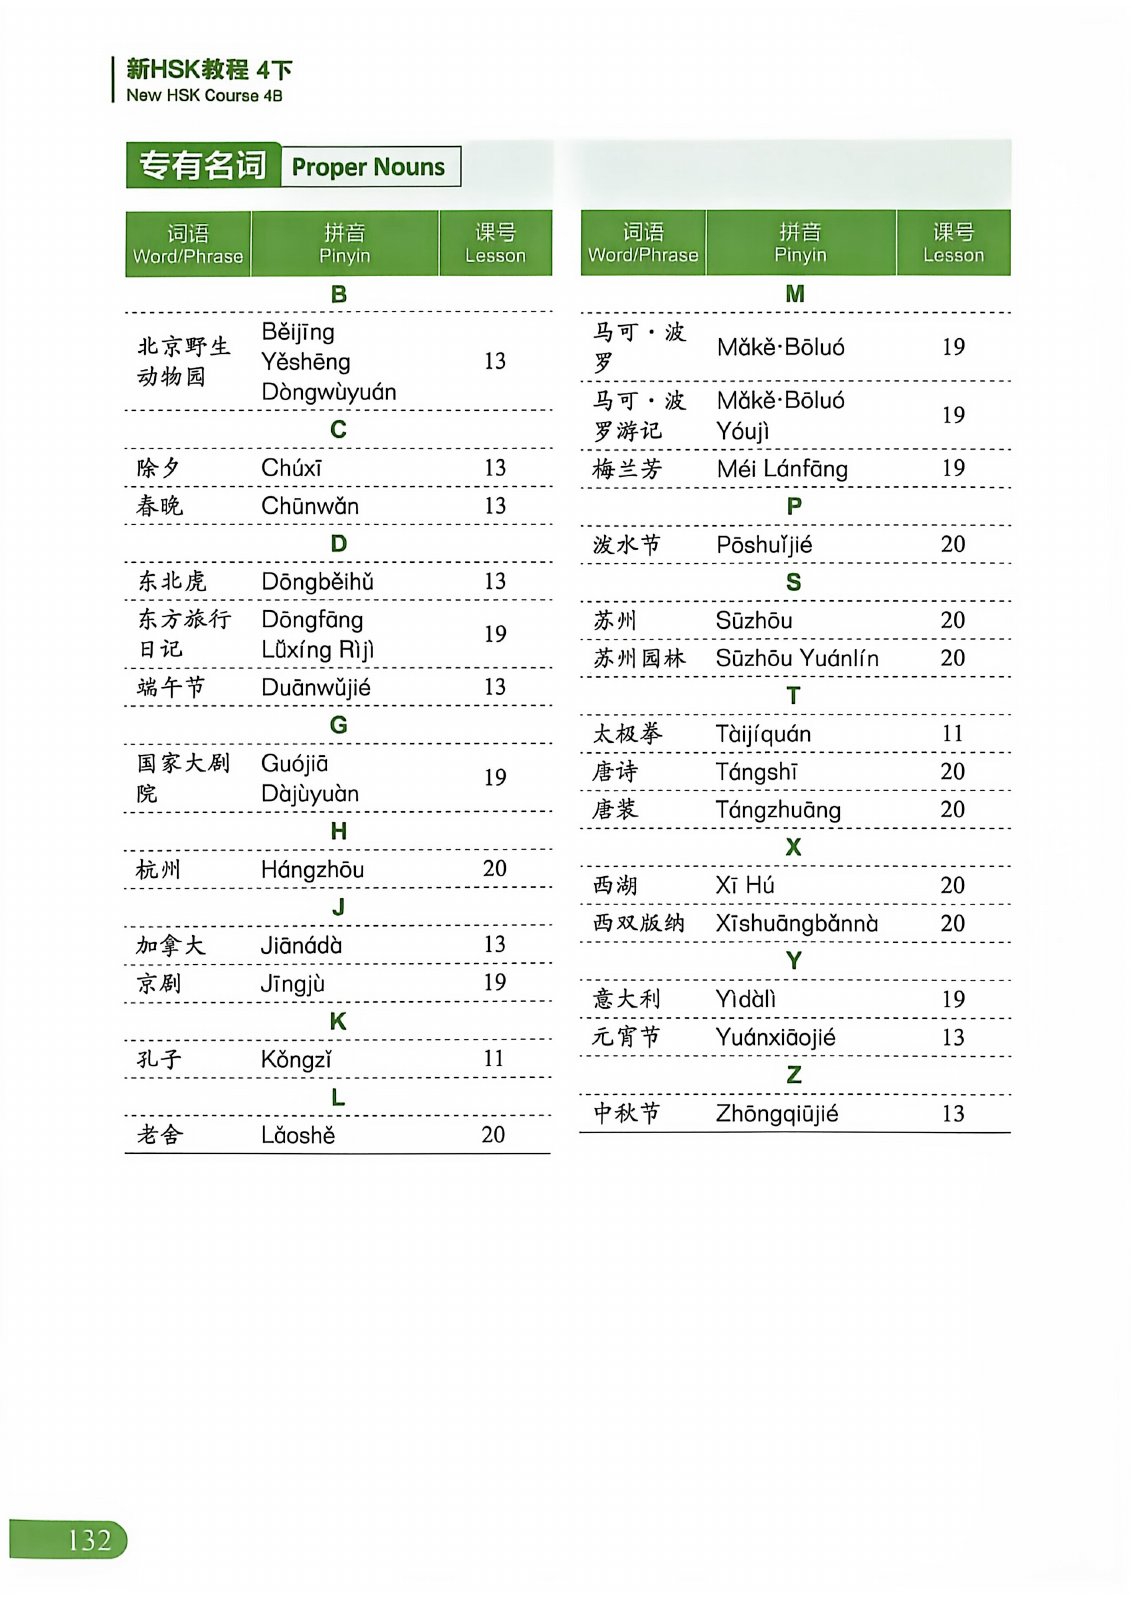 新HSK教程 4下
New HSK Course 4B
专有名词 Proper Nouns
词语 拼音 课号
Word/Phrase Pinyin Lesson
B
北京野生动物园 Běijīng Yěshēng Dòngwùyuán 13
C
除夕 Chúxī 13
春晚 Chūnwǎn 13
D
东北虎 Dōngběihǔ 13
东方旅行日记 Dōngfāng Lǚxíng Rìjì 19
端午节 Duānwǔjié 13
G
国家大剧院 Guójiā Dàjùyuàn 19
H
杭州 Hángzhōu 20
J
加拿大 Jiānádà 13
京剧 Jīngjù 19
K
孔子 Kǒngzǐ 11
L
老舍 Lǎoshě 20
词语 拼音 课号
Word/Phrase Pinyin Lesson
M
马可·波罗 Mǎkě·Bōluó 19
马可·波罗游记 Mǎkě·Bōluó Yóujì 19
梅兰芳 Méi Lánfāng 19
P
泼水节 Pōshuǐjié 20
S
苏州 Sūzhōu 20
苏州园林 Sūzhōu Yuánlín 20
T
太极拳 Tàijíquán 11
唐诗 Tángshī 20
唐装 Tángzhuāng 20
X
西湖 Xī Hú 20
西双版纳 Xīshuāngbǎnnà 20
Y
意大利 Yìdàlì 19
元宵节 Yuánxiāojié 13
Z
中秋节 Zhōngqiūjié 13
132